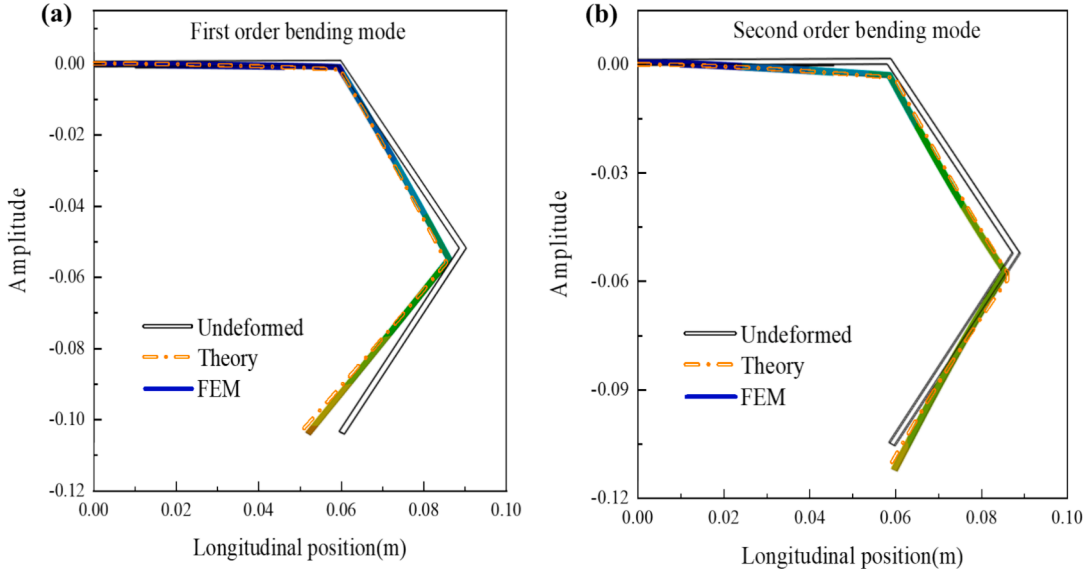 (a)
First order bending mode
0.00
-0.02
-0.04
-0.06
-0.08
-0.10
-0.12
Amplitude
Undeformed
Theory
FEM
0.00
0.02
0.04
0.06
0.08
0.10
Longitudinal position(m)
(b)
Second order bending mode
0.00
-0.03
-0.06
-0.09
-0.12
Amplitude
Undeformed
Theory
FEM
0.00
0.02
0.04
0.06
0.08
0.10
Longitudinal position(m)